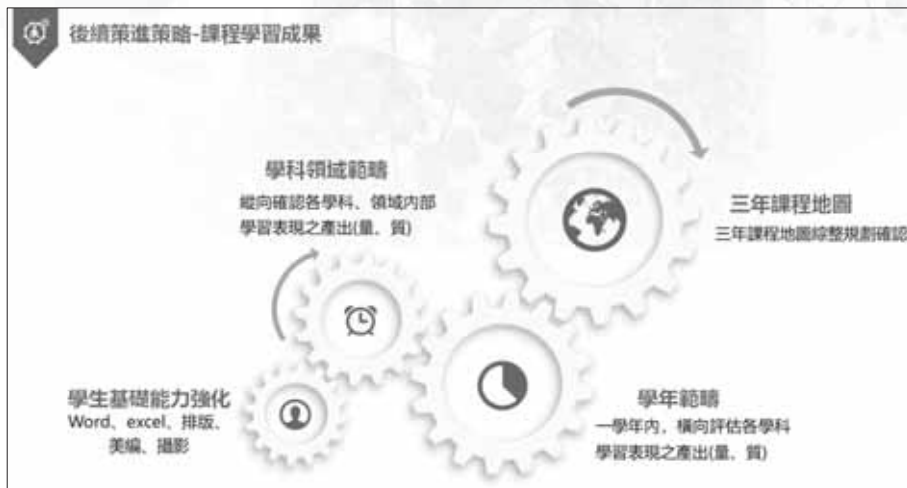 後續策進策略-課程學習成果
學科領域範疇
縱向確認各學科、領域內部
學習表現之產出(量、質)
三年課程地圖
三年課程地圖綜整規劃確認
學生基礎能力強化
Word、excel、排版、
美編、攝影
學年範疇
一學年內、橫向評估各學科
學習表現之產出(量、質)